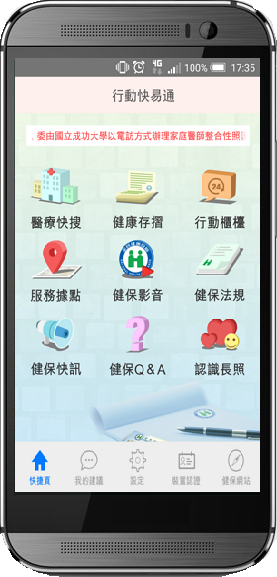 4G 100% 17:35
行動快易通
委由國立成功大學以電話方式辦理家庭醫師整合性照
醫療快搜 健康存摺 行動櫃檯
24
服務據點 健保影音 健保法規
健保快訊 健保Q&A 認識長照
快捷頁 我的建議 設定 裝置認證 健保網站